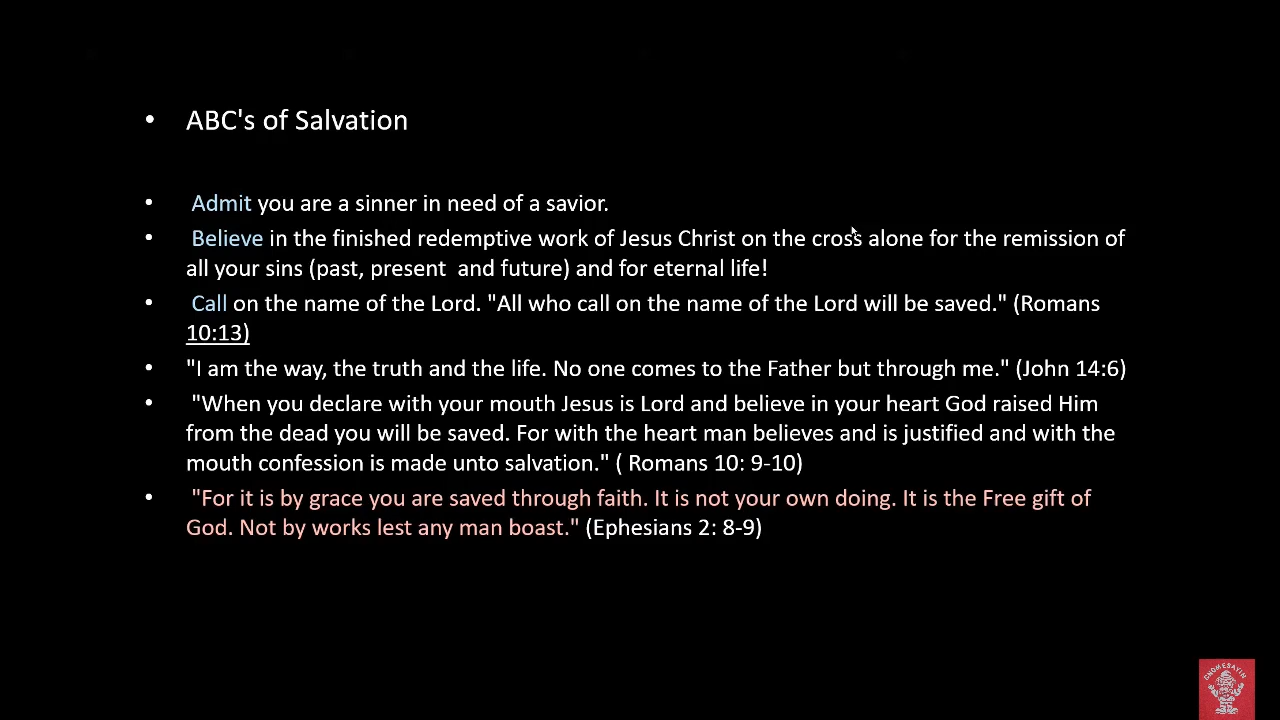 • ABC's of Salvation
• Admit you are a sinner in need of a savior.
• Believe in the finished redemptive work of Jesus Christ on the cross alone for the remission of
all your sins (past, present and future) and for eternal life!
• Call on the name of the Lord. "All who call on the name of the Lord will be saved." (Romans
10:13)
• "I am the way, the truth and the life. No one comes to the Father but through me." (John 14:6)
• "When you declare with your mouth Jesus is Lord and believe in your heart God raised Him
from the dead you will be saved. For with the heart man believes and is justified and with the
mouth confession is made unto salvation." ( Romans 10: 9-10)
• "For it is by grace you are saved through faith. It is not your own doing. It is the Free gift of
God. Not by works lest any man boast." (Ephesians 2: 8-9)
GNOMESAYIN